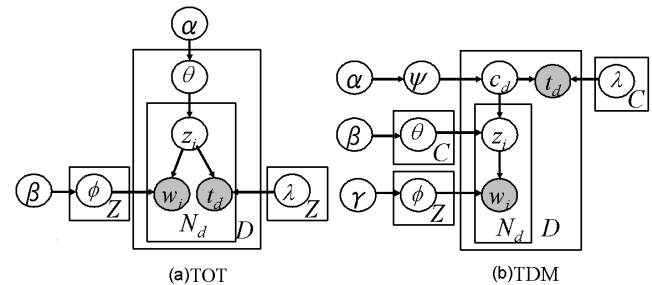 α
θ
z_i
β ϕ Z w_i t_d λ Z
N_d D
(a)TOT
α ψ c_d t_d λ C
β θ C z_i
γ ϕ Z w_i
N_d D
(b)TDM